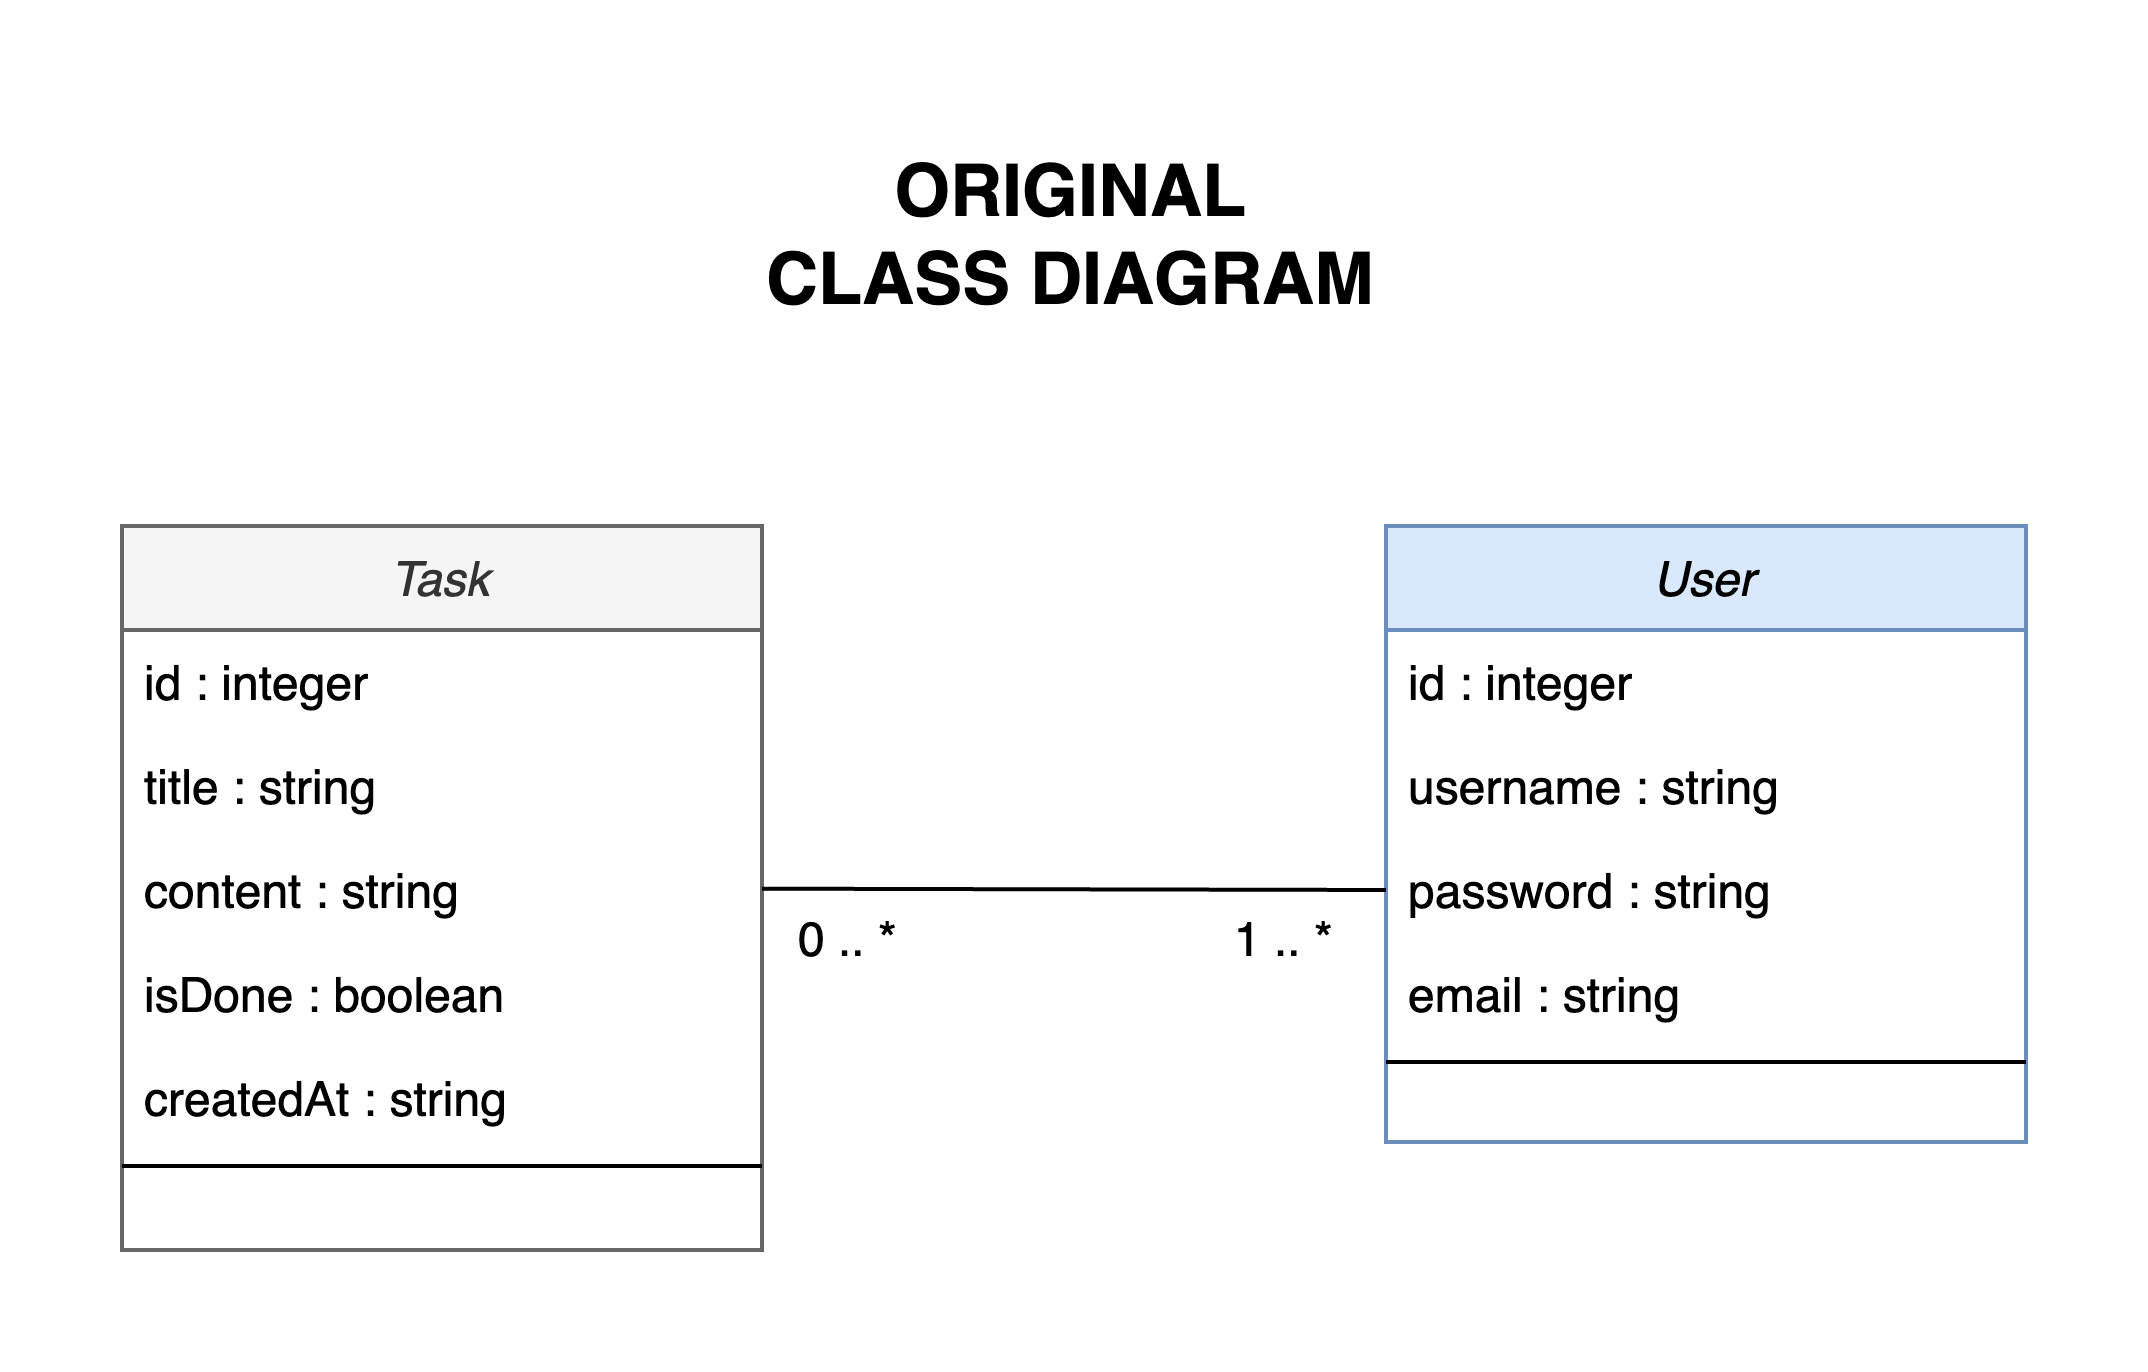 ORIGINAL
CLASS DIAGRAM
Task
id : integer
title : string
content : string
isDone : boolean
createdAt : string
0 .. *
1 .. *
User
id : integer
username : string
password : string
email : string